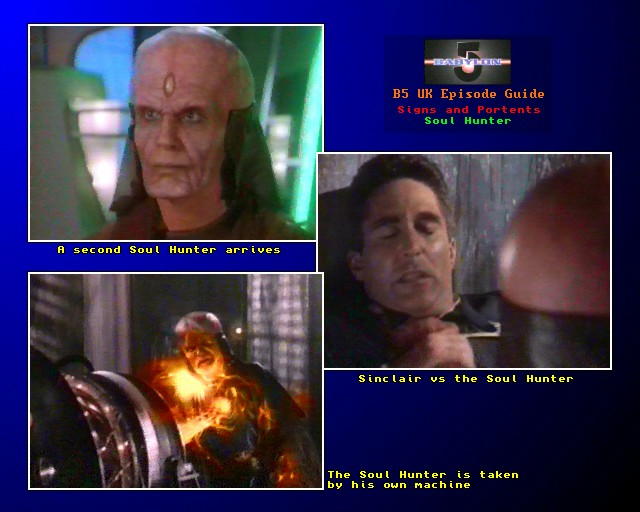 BABYLON 5
B5 UK Episode Guide
Signs and Portents
Soul Hunter
A second Soul Hunter arrives
Sinclair vs the Soul Hunter
The Soul Hunter is taken
by his own machine